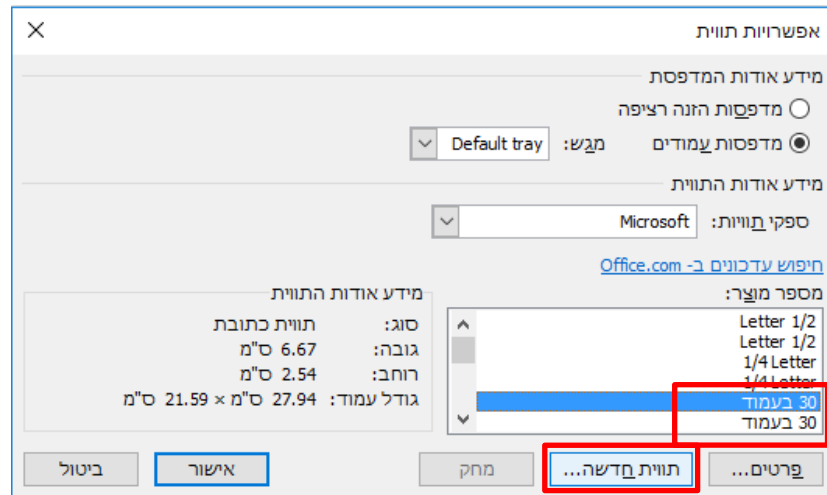 אפשרויות תווית
מידע אודות המדפסת
מדפסות הזנה רציפה
מדפסות עמודים מגש: Default tray
מידע אודות התווית
ספקי תוויות: Microsoft
חיפוש עדכונים ב- Office.com
מספר מוצר:
Letter 1/2
Letter 1/2
1/4 Letter
1/4 Letter
30 בעמוד
30 בעמוד
מידע אודות התווית
סוג: תווית כתובת
גובה: 6.67 ס"מ
רוחב: 2.54 ס"מ
גודל עמוד: 27.94 ס"מ × 21.59 ס"מ
פרטים... תווית חדשה... מחק אישור ביטול